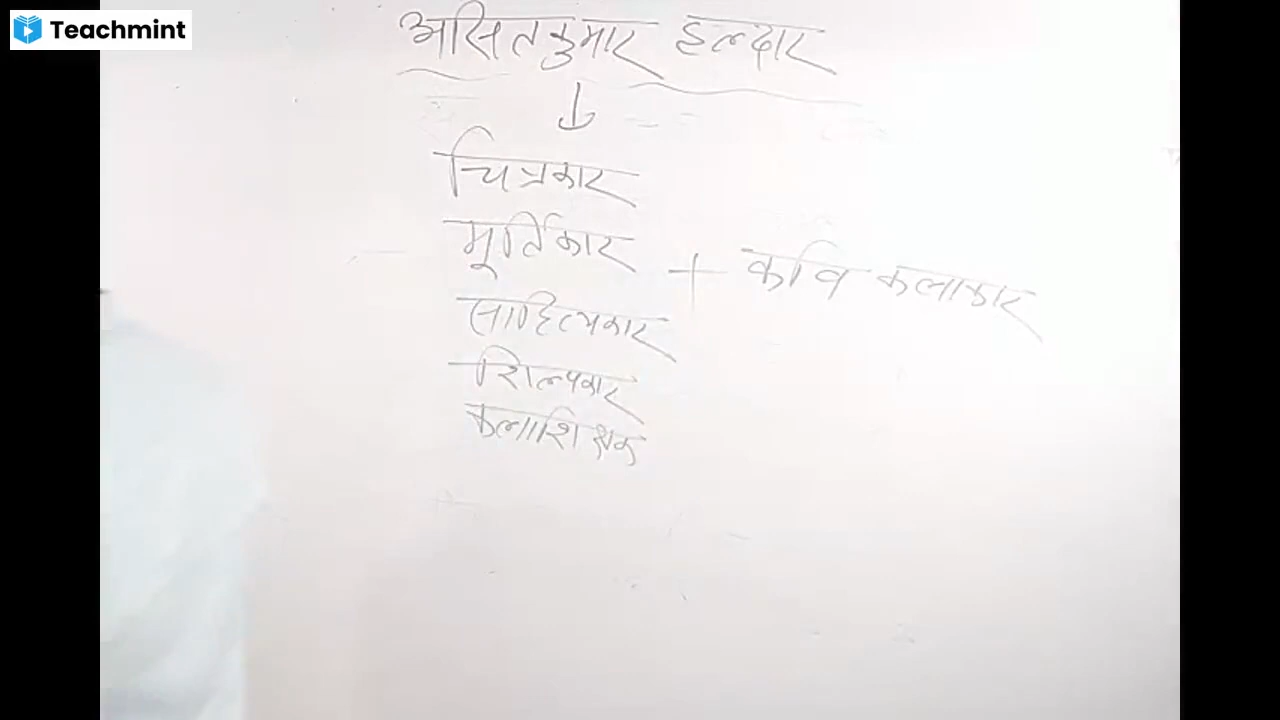 Teachmint
असितकुमार हल्दार
चित्रकार
मूर्तिकार
+ कवि कलाकार
साहित्यकार
शिल्पकार
कलाशिक्षक